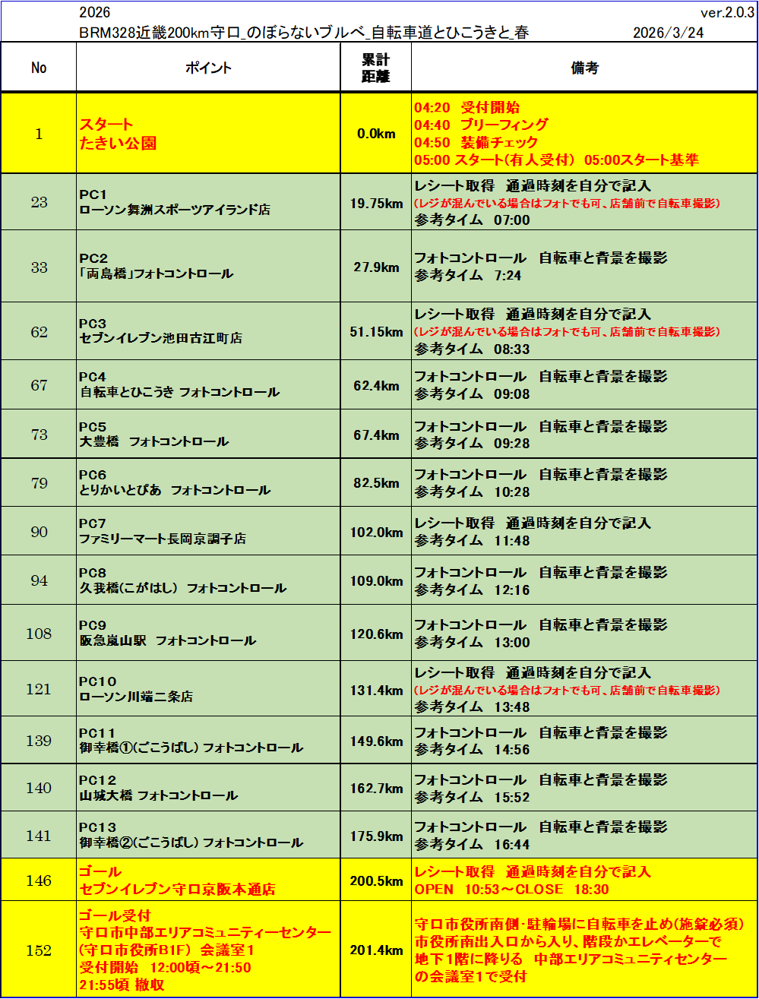 2026 ver.2.0.3
BRM328近畿200km守口_のぼらないブルベ_自転車道とひこうきと_春 2026/3/24
No ポイント 累計 備考
距離
1
スタート
たきい公園
0.0km
04:20 受付開始
04:40 ブリーフィング
04:50 装備チェック
05:00 スタート(有人受付) 05:00スタート基準
23
PC1
ローソン舞洲スポーツアイランド店
19.75km
レシート取得 通過時刻を自分で記入
(レジが混んでいる場合はフォトでも可、店舗前で自転車撮影)
参考タイム 07:00
33
PC2
「両島橋」フォトコントロール
27.9km
フォトコントロール 自転車と背景を撮影
参考タイム 7:24
62
PC3
セブンイレブン池田古江町店
51.15km
レシート取得 通過時刻を自分で記入
(レジが混んでいる場合はフォトでも可、店舗前で自転車撮影)
参考タイム 08:33
67
PC4
自転車とひこうき フォトコントロール
62.4km
フォトコントロール 自転車と背景を撮影
参考タイム 09:08
73
PC5
大豊橋 フォトコントロール
67.4km
フォトコントロール 自転車と背景を撮影
参考タイム 09:28
79
PC6
とりかいとぴあ フォトコントロール
82.5km
フォトコントロール 自転車と背景を撮影
参考タイム 10:28
90
PC7
ファミリーマート長岡京調子店
102.0km
レシート取得 通過時刻を自分で記入
参考タイム 11:48
94
PC8
久我橋(こがはし) フォトコントロール
109.0km
フォトコントロール 自転車と背景を撮影
参考タイム 12:16
108
PC9
阪急嵐山駅 フォトコントロール
120.6km
フォトコントロール 自転車と背景を撮影
参考タイム 13:00
121
PC10
ローソン川端二条店
131.4km
レシート取得 通過時刻を自分で記入
(レジが混んでいる場合はフォトでも可、店舗前で自転車撮影)
参考タイム 13:48
139
PC11
御幸橋①(ごこうばし) フォトコントロール
149.6km
フォトコントロール 自転車と背景を撮影
参考タイム 14:56
140
PC12
山城大橋 フォトコントロール
162.7km
フォトコントロール 自転車と背景を撮影
参考タイム 15:52
141
PC13
御幸橋②(ごこうばし) フォトコントロール
175.9km
フォトコントロール 自転車と背景を撮影
参考タイム 16:44
146
ゴール
セブンイレブン守口京阪本通店
200.5km
レシート取得 通過時刻を自分で記入
OPEN 10:53～CLOSE 18:30
152
ゴール受付
守口市中部エリアコミュニティーセンター
(守口市役所B1F) 会議室1
受付開始 12:00頃～21:50
21:55頃 撤収
201.4km
守口市役所南側・駐輪場に自転車を止め(施錠必須)
市役所南出入口から入り、階段かエレベーターで
地下1階に降りる 中部エリアコミュニティセンター
の会議室1で受付